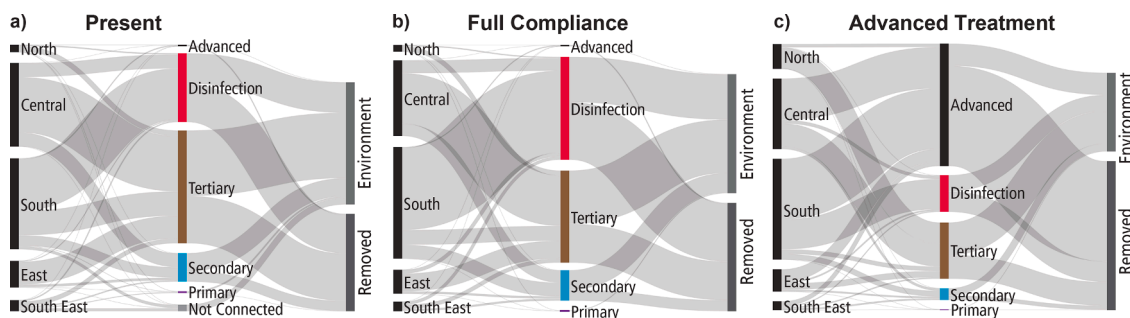 a) Present
North
Central
South
East
South East
Advanced
Disinfection
Tertiary
Secondary
Primary
Not Connected
Environment
Removed
b) Full Compliance
North
Central
South
East
South East
Advanced
Disinfection
Tertiary
Secondary
Primary
Environment
Removed
c) Advanced Treatment
North
Central
South
East
South East
Advanced
Disinfection
Tertiary
Secondary
Primary
Environment
Removed